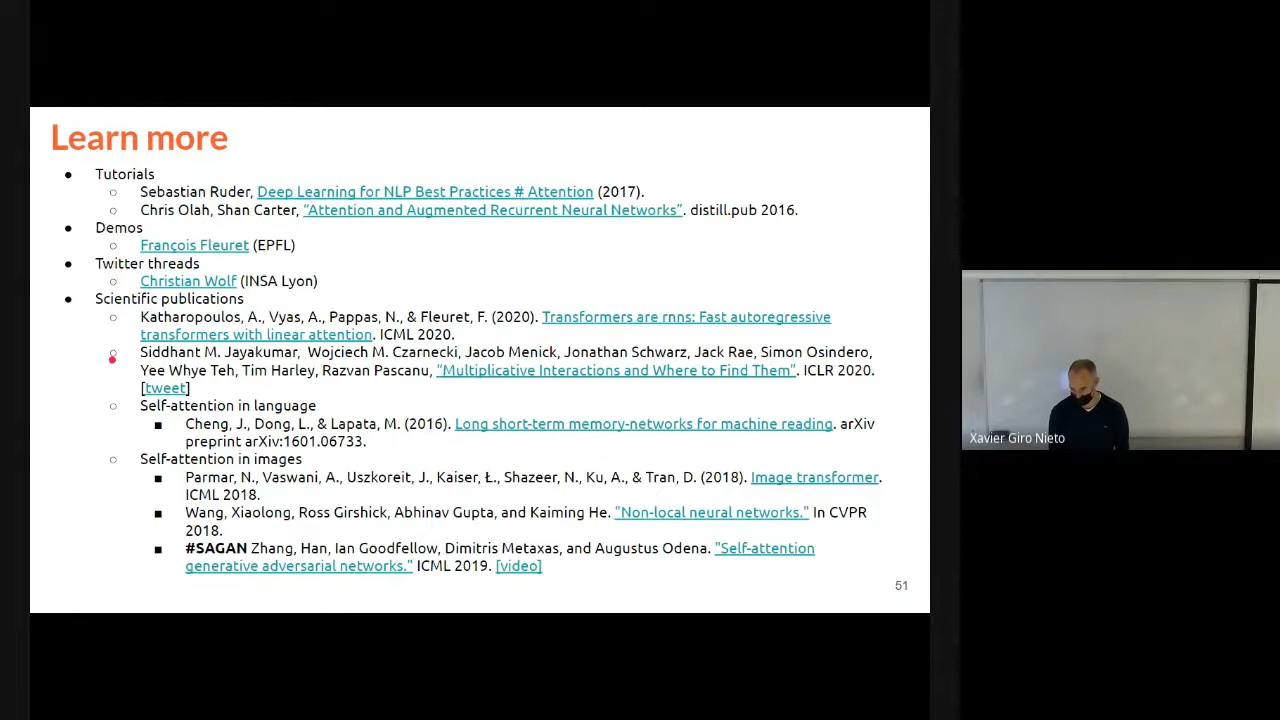 Learn more
● Tutorials
○ Sebastian Ruder, Deep Learning for NLP Best Practices # Attention (2017).
○ Chris Olah, Shan Carter, “Attention and Augmented Recurrent Neural Networks”. distill.pub 2016.
● Demos
○ François Fleuret (EPFL)
● Twitter threads
○ Christian Wolf (INSA Lyon)
● Scientific publications
○ Katharopoulos, A., Vyas, A., Pappas, N., & Fleuret, F. (2020). Transformers are rnns: Fast autoregressive
transformers with linear attention. ICML 2020.
○ Siddhant M. Jayakumar, Wojciech M. Czarnecki, Jacob Menick, Jonathan Schwarz, Jack Rae, Simon Osindero,
Yee Whye Teh, Tim Harley, Razvan Pascanu, “Multiplicative Interactions and Where to Find Them”. ICLR 2020.
[tweet]
○ Self-attention in language
■ Cheng, J., Dong, L., & Lapata, M. (2016). Long short-term memory-networks for machine reading. arXiv
preprint arXiv:1601.06733.
○ Self-attention in images
■ Parmar, N., Vaswani, A., Uszkoreit, J., Kaiser, Ł., Shazeer, N., Ku, A., & Tran, D. (2018). Image transformer.
ICML 2018.
■ Wang, Xiaolong, Ross Girshick, Abhinav Gupta, and Kaiming He. "Non-local neural networks." In CVPR
2018.
■ #SAGAN Zhang, Han, Ian Goodfellow, Dimitris Metaxas, and Augustus Odena. "Self-attention
generative adversarial networks." ICML 2019. [video]
51
Xavier Giro Nieto